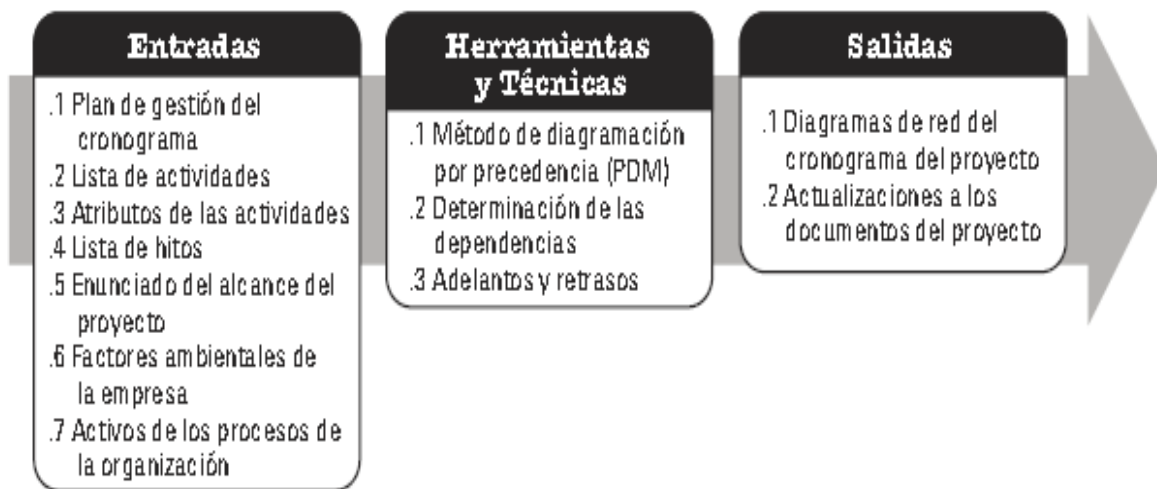 Entradas
.1 Plan de gestión del
cronograma
.2 Lista de actividades
.3 Atributos de las actividades
.4 Lista de hitos
.5 Enunciado del alcance del
proyecto
.6 Factores ambientales de
la empresa
.7 Activos de los procesos de
la organización
Herramientas
y Técnicas
.1 Método de diagramación
por precedencia (PDM)
.2 Determinación de las
dependencias
.3 Adelantos y retrasos
Salidas
.1 Diagramas de red del
cronograma del proyecto
.2 Actualizaciones a los
documentos del proyecto